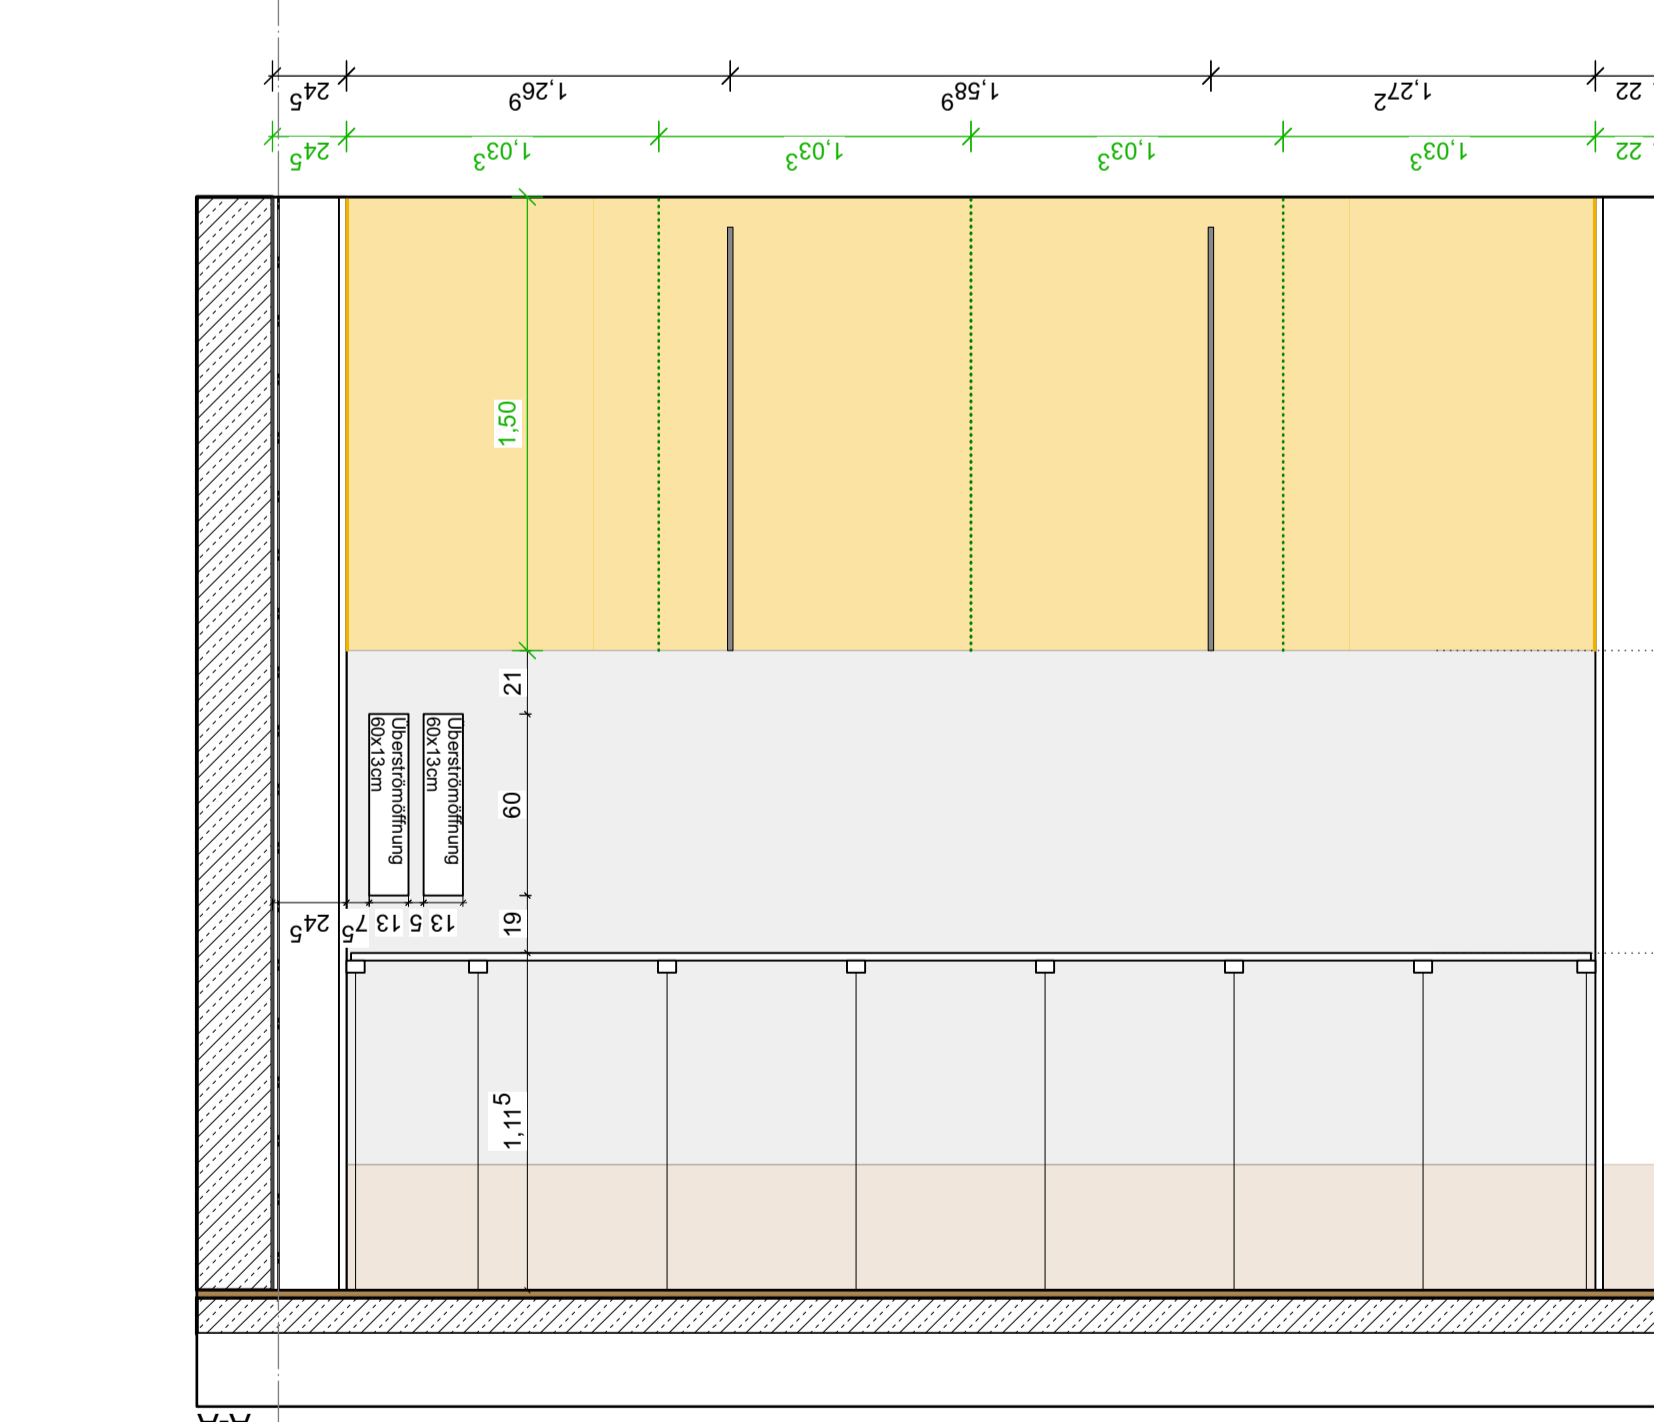 24⁵ 1,26⁹ 1,58⁹ 1,27² 22
24⁵ 1,03³ 1,03³ 1,03³ 1,03³ 22
1,50
21
Überströmöffnung
60x13cm
Überströmöffnung
60x13cm
60
24⁵ 7⁵ 13 5 13
19
1,11⁵
A-A